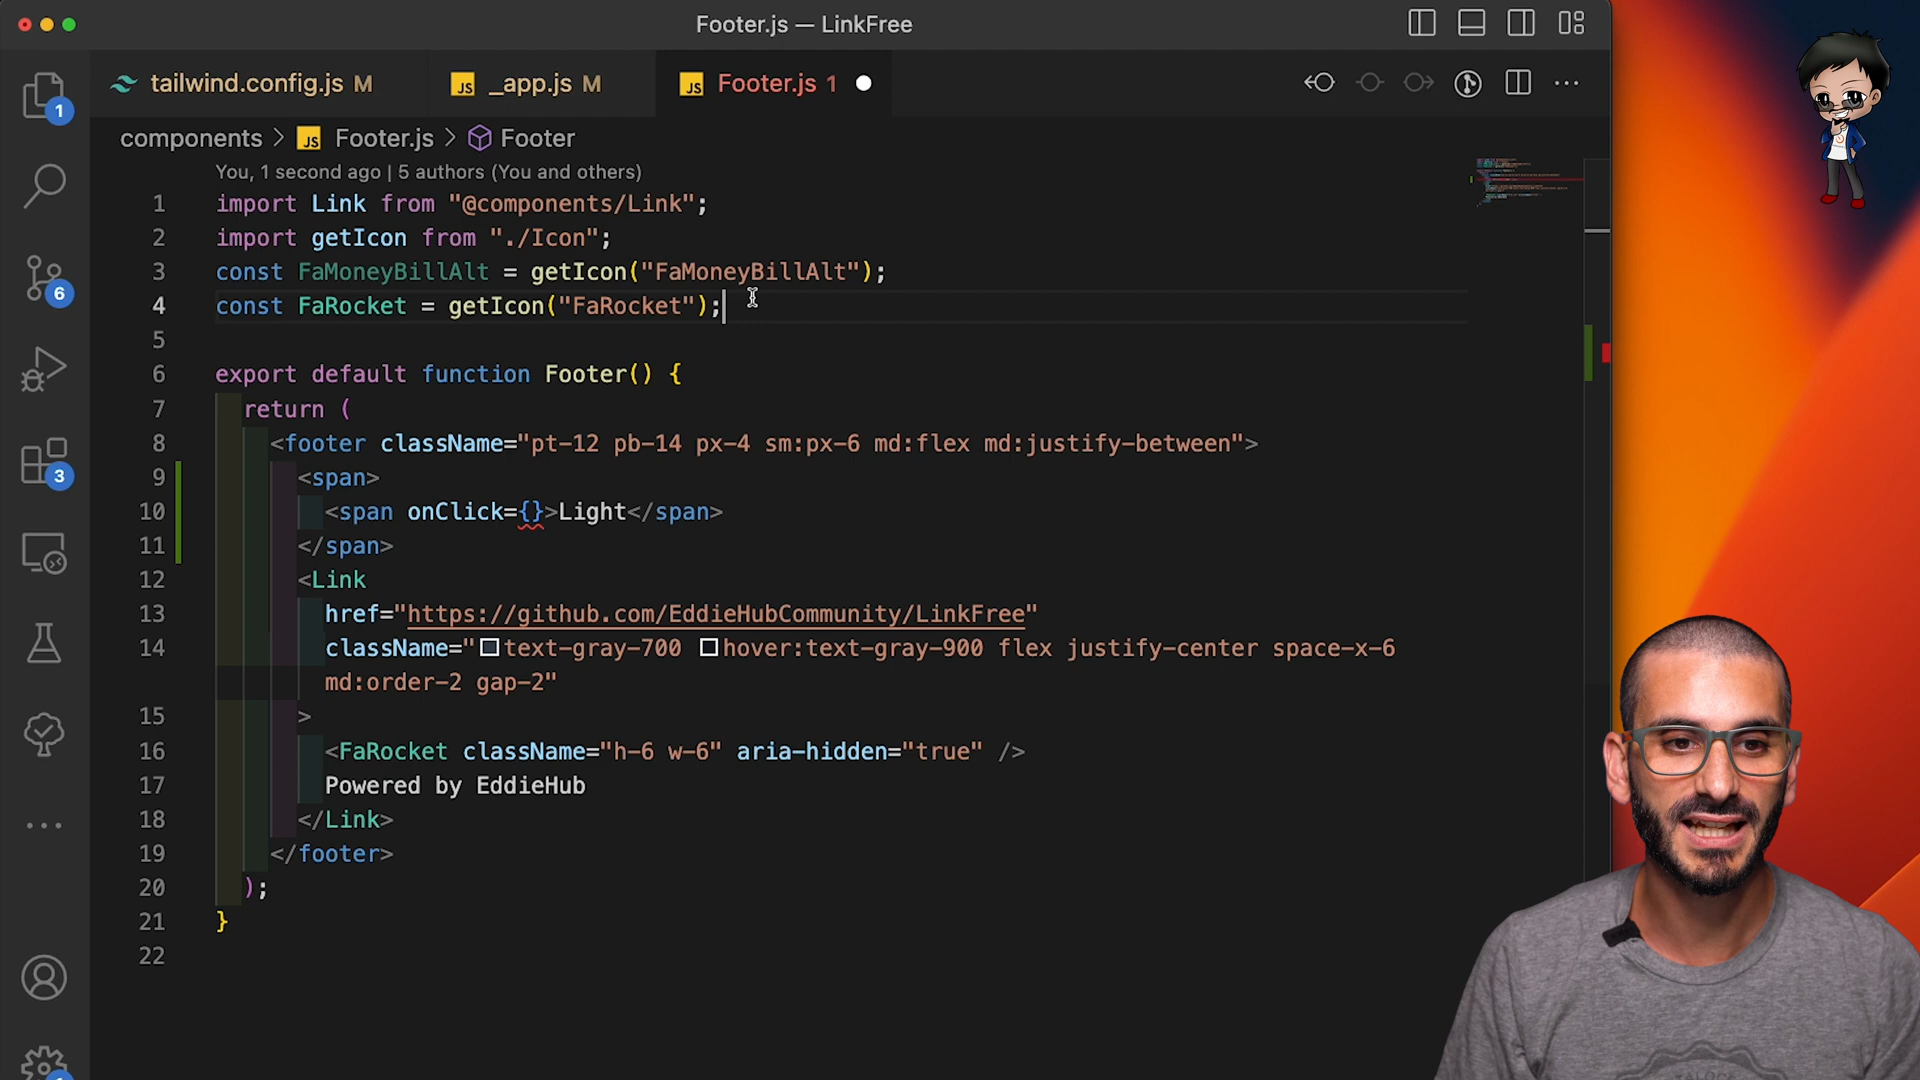 Footer.js — LinkFree
tailwind.config.js M
JS _app.js M
JS Footer.js 1
components > JS Footer.js > Footer
You, 1 second ago | 5 authors (You and others)
1 import Link from "@components/Link";
2 import getIcon from "./Icon";
3 const FaMoneyBillAlt = getIcon("FaMoneyBillAlt");
4 const FaRocket = getIcon("FaRocket");
5
6 export default function Footer() {
7 return (
8 <footer className="pt-12 pb-14 px-4 sm:px-6 md:flex md:justify-between">
9 <span>
10 <span onClick={}>Light</span>
11 </span>
12 <Link
13 href="https://github.com/EddieHubCommunity/LinkFree"
14 className="text-gray-700 hover:text-gray-900 flex justify-center space-x-6
md:order-2 gap-2"
15 >
16 <FaRocket className="h-6 w-6" aria-hidden="true" />
17 Powered by EddieHub
18 </Link>
19 </footer>
20 );
21 }
22
1
6
3